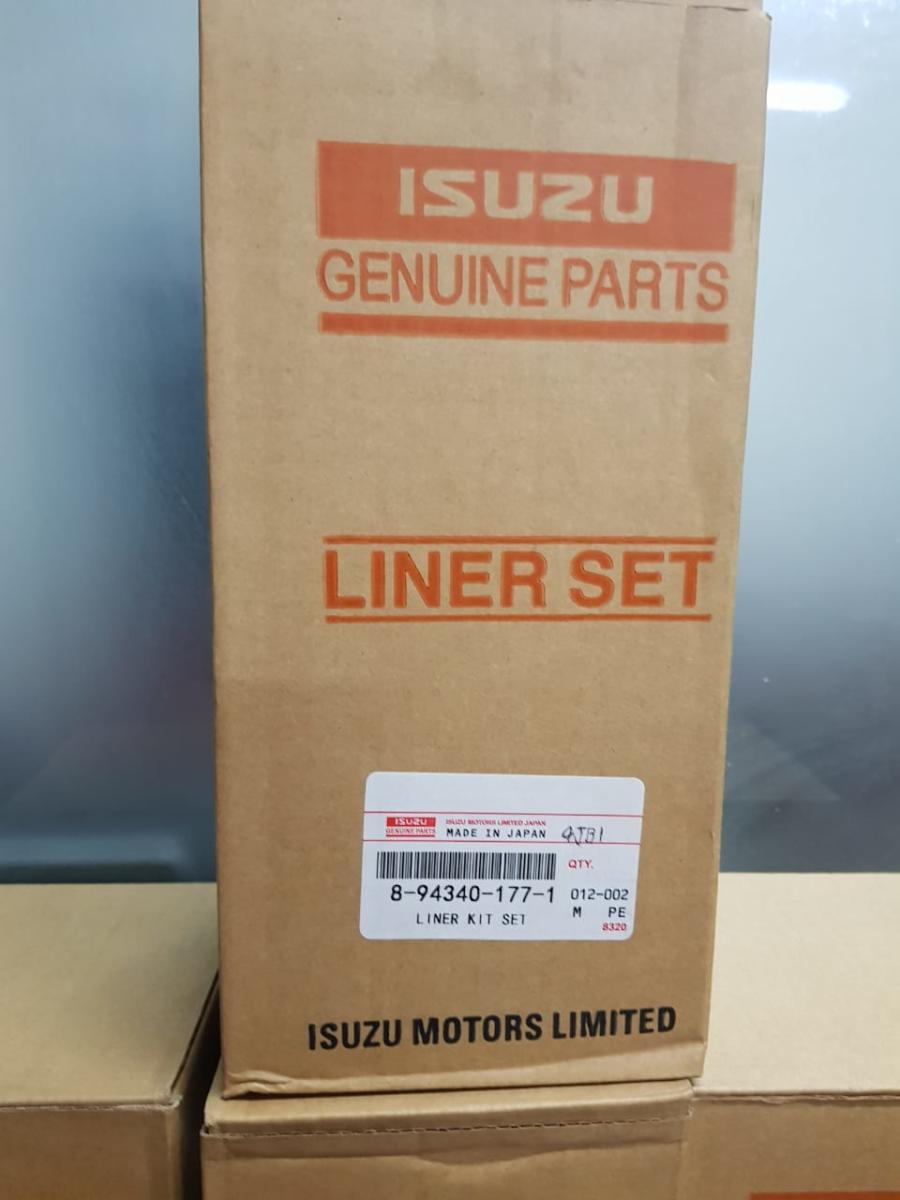 ISUZU
GENUINE PARTS
LINER SET
ISUZU
GENUINE PARTS
ISUZU MOTORS LIMITED JAPAN
MADE IN JAPAN
4JB1
QTY.
8-94340-177-1
012-002
LINER KIT SET
M PE
8320
ISUZU MOTORS LIMITED